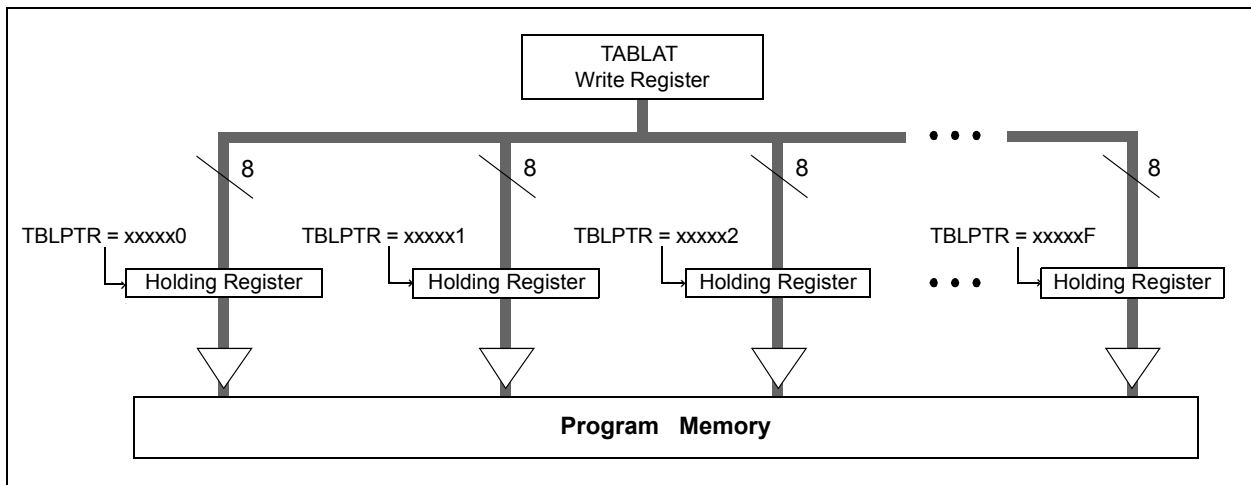 TABLAT
Write Register
• • •
8
8
8
8
TBLPTR = xxxxx0
TBLPTR = xxxxx1
TBLPTR = xxxxx2
TBLPTR = xxxxxF
Holding Register
Holding Register
Holding Register
• • •
Holding Register
Program Memory